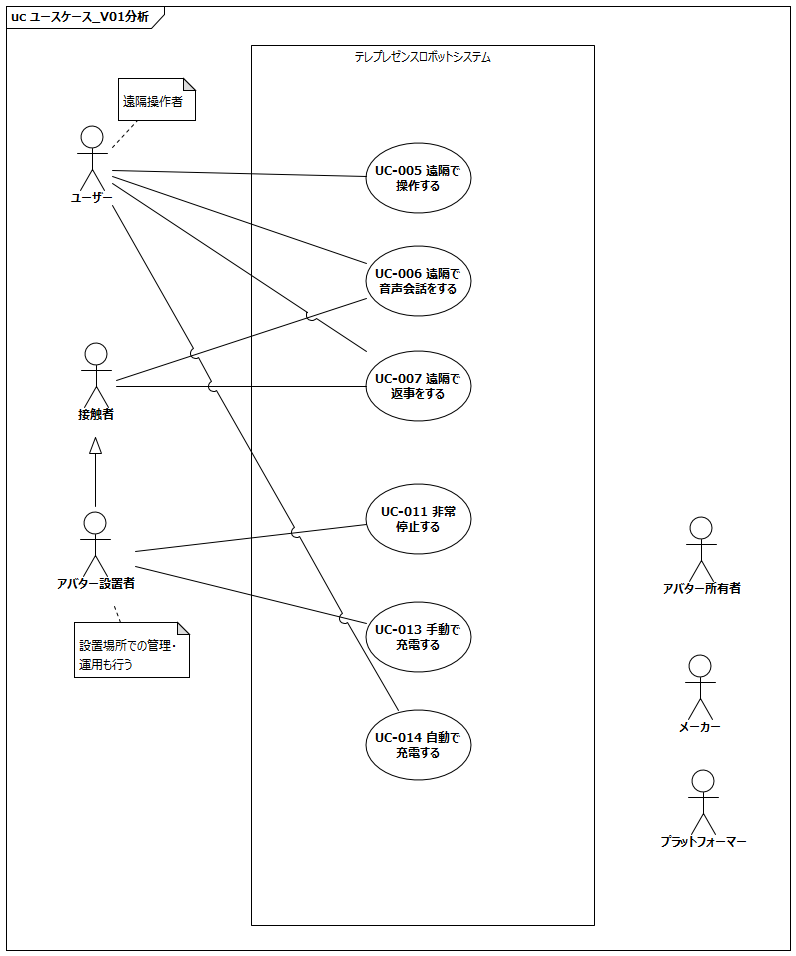 uc ユースケース_V01分析
テレプレゼンスロボットシステム
遠隔操作者
ユーザー
UC-005 遠隔で
操作する
UC-006 遠隔で
音声会話をする
接触者
UC-007 遠隔で
返事をする
アバター設置者
UC-011 非常
停止する
アバター所有者
設置場所での管理・
運用も行う
UC-013 手動で
充電する
メーカー
UC-014 自動で
充電する
プラットフォーマー